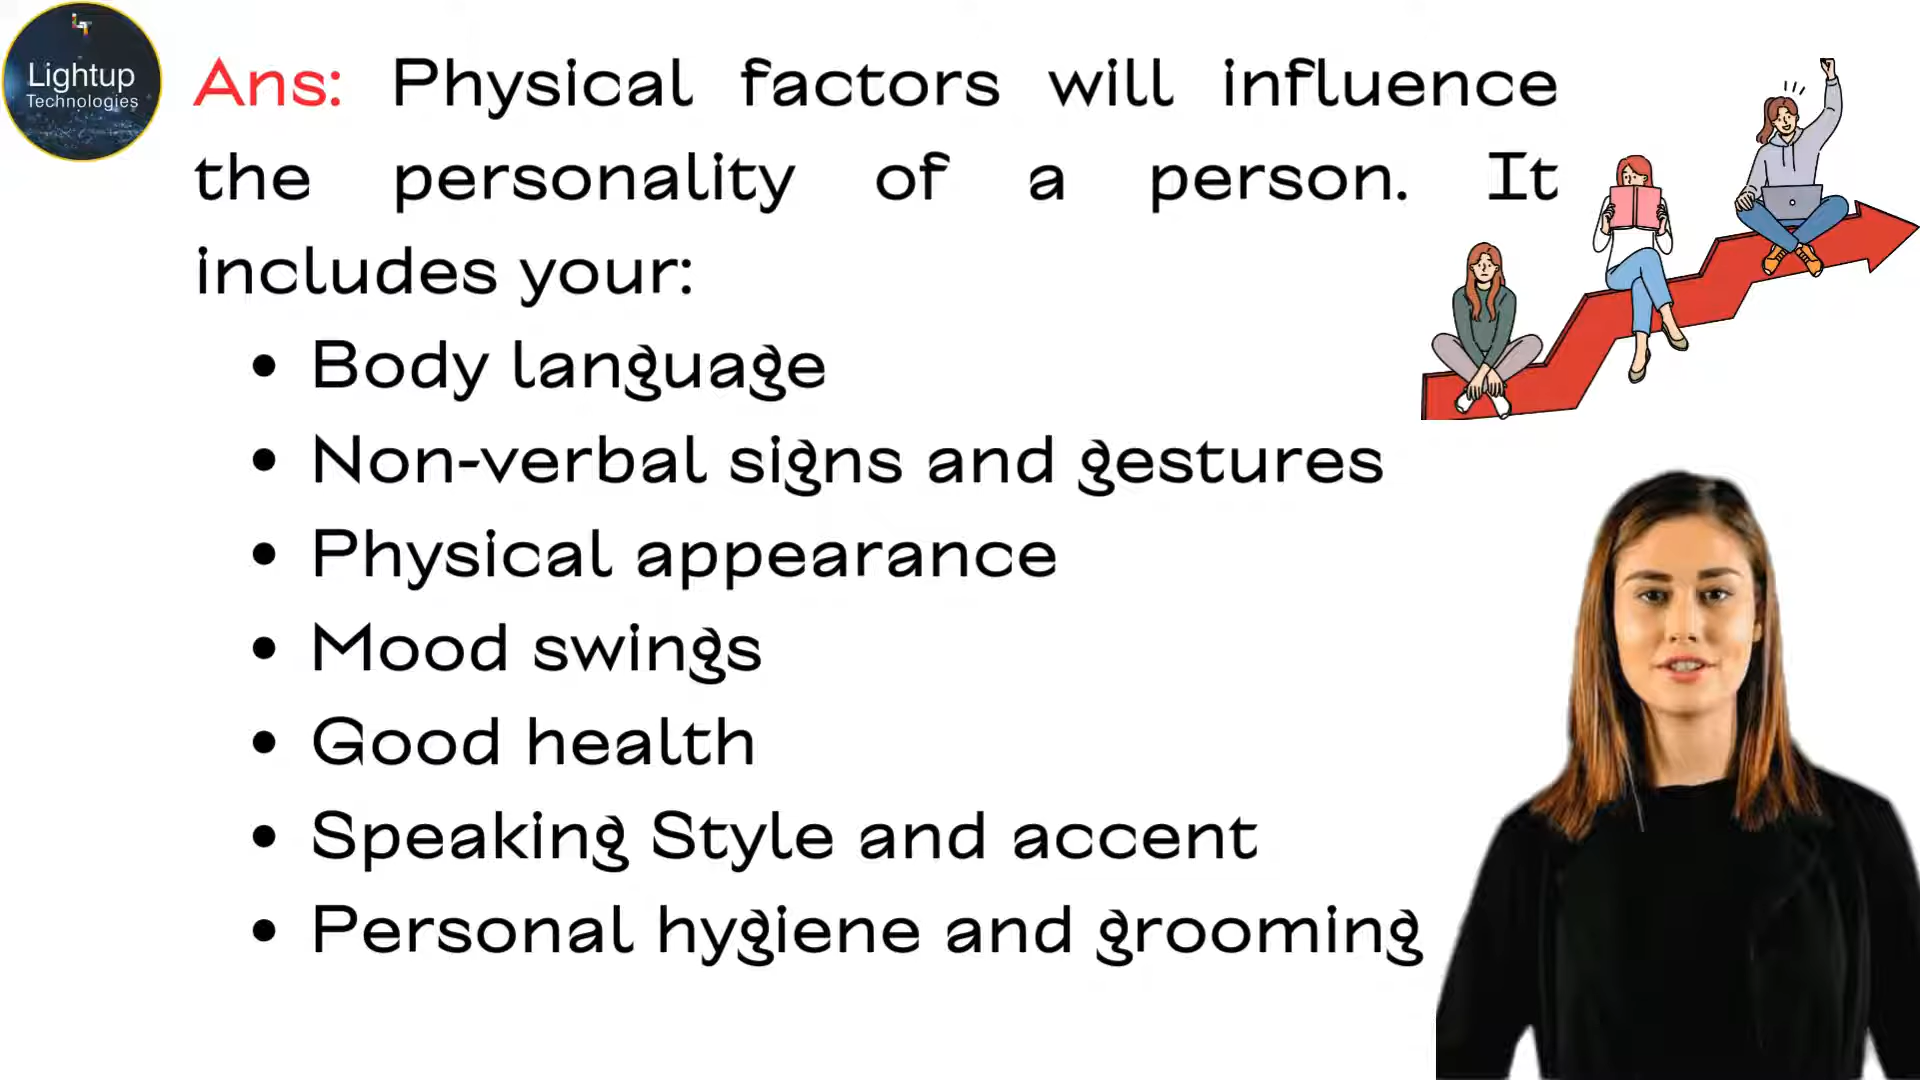 Lightup
Technologies
Ans: Physical factors will influence
the personality of a person. It
includes your:
• Body language
• Non-verbal signs and gestures
• Physical appearance
• Mood swings
• Good health
• Speaking Style and accent
• Personal hygiene and grooming